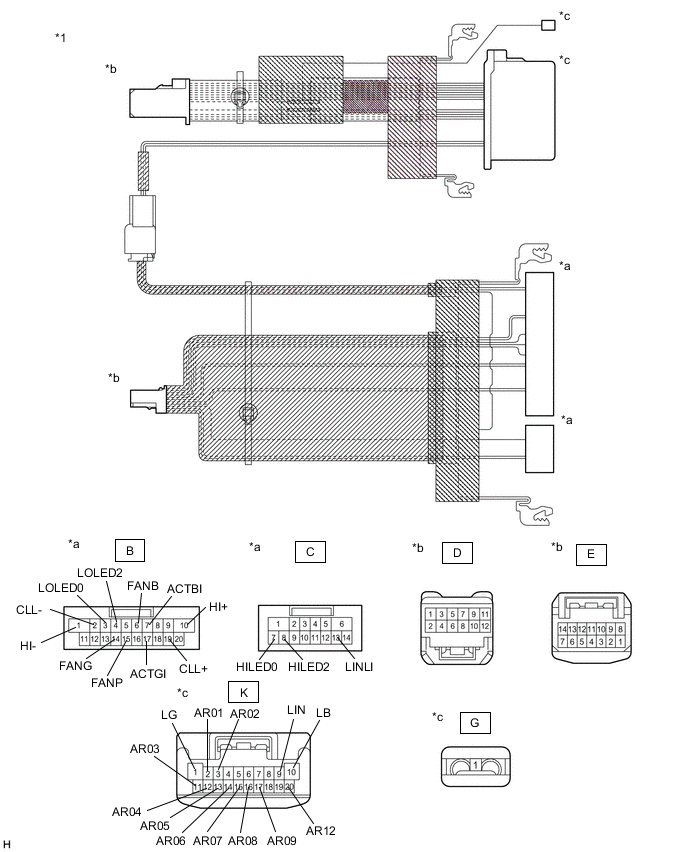 *c
*1
*c
*b
*a
*b
*a
*a B
*a C
*b D
*b E
LOLED2
LOLED0 FANB ACTBI
CLL- HI+
1 2 3 4 5 6 7 8 9 10
11 12 13 14 15 16 17 18 19 20
HI-
FANG CLL+
FANP ACTGI
1 2 3 4 5 6
7 8 9 10 11 12 13 14
HILED0 HILED2 LINLI
1 3 5 7 9 11
2 4 6 8 10 12
14 13 12 11 10 9 8
7 6 5 4 3 2 1
*c K
LG AR01 AR02 LIN LB
AR03
1 2 3 4 5 6 7 8 9 10
11 12 13 14 15 16 17 18 19 20
AR04
AR05
AR06 AR07 AR08 AR09 AR12
*c G
1
H